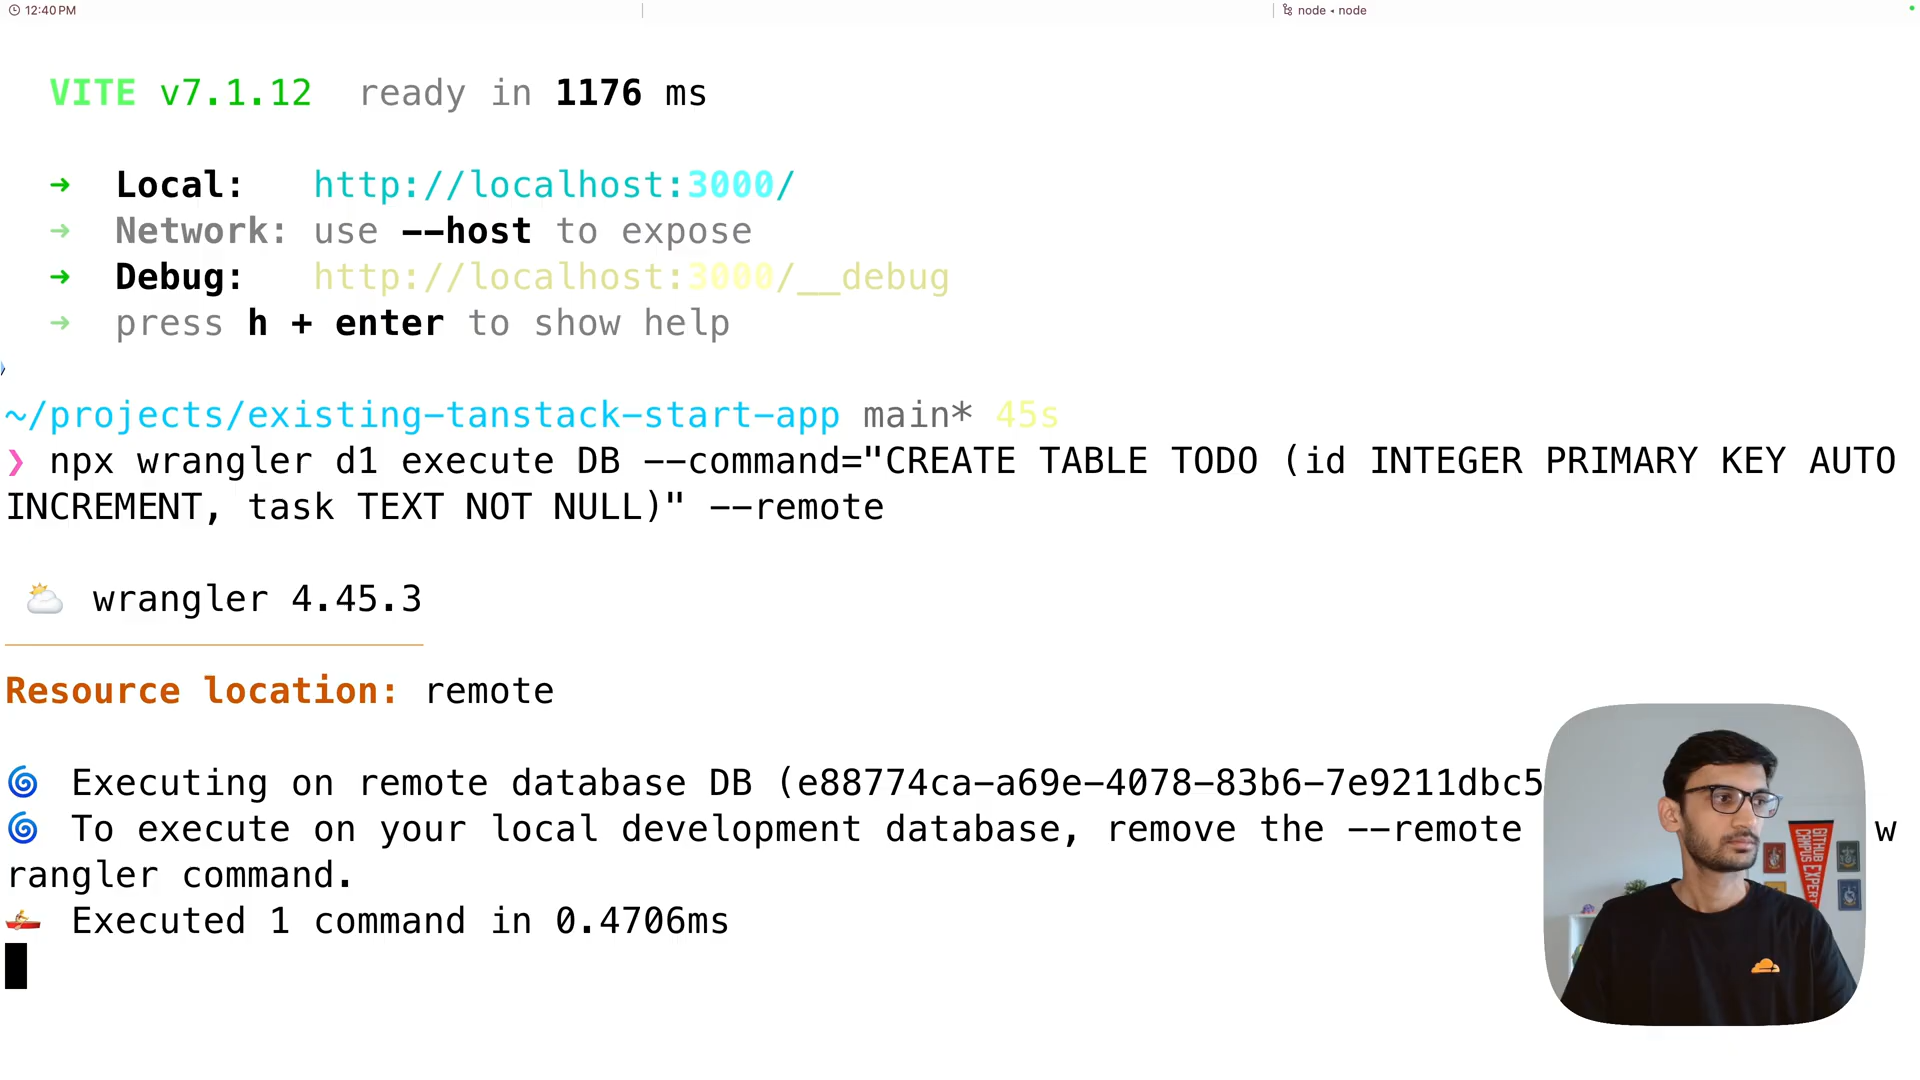 12:40 PM
node • node
VITE v7.1.12 ready in 1176 ms
➜ Local: http://localhost:3000/
➜ Network: use --host to expose
➜ Debug: http://localhost:3000/__debug
➜ press h + enter to show help
~/projects/existing-tanstack-start-app main* 45s
❯ npx wrangler d1 execute DB --command="CREATE TABLE TODO (id INTEGER PRIMARY KEY AUTO
INCREMENT, task TEXT NOT NULL)" --remote
⛅ wrangler 4.45.3
Resource location: remote
🌀 Executing on remote database DB (e88774ca-a69e-4078-83b6-7e9211dbc5
🌀 To execute on your local development database, remove the --remote w
rangler command.
🚣 Executed 1 command in 0.4706ms
GITHUB
CAMPUS EXPERT